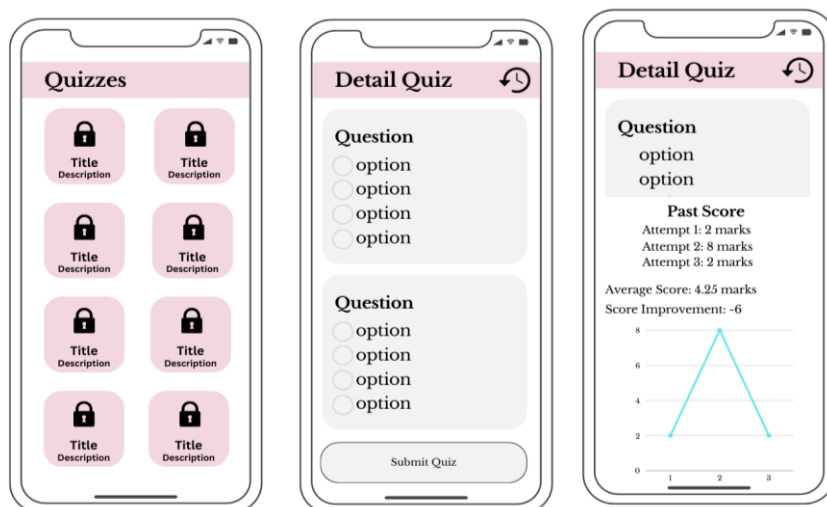 Quizzes
Title
Description
Title
Description
Title
Description
Title
Description
Title
Description
Title
Description
Title
Description
Title
Description
Detail Quiz
Question
option
option
option
option
Question
option
option
option
option
Submit Quiz
Detail Quiz
Question
option
option
Past Score
Attempt 1: 2 marks
Attempt 2: 8 marks
Attempt 3: 2 marks
Average Score: 4.25 marks
Score Improvement: -6
8
6
4
2
0
1
2
3